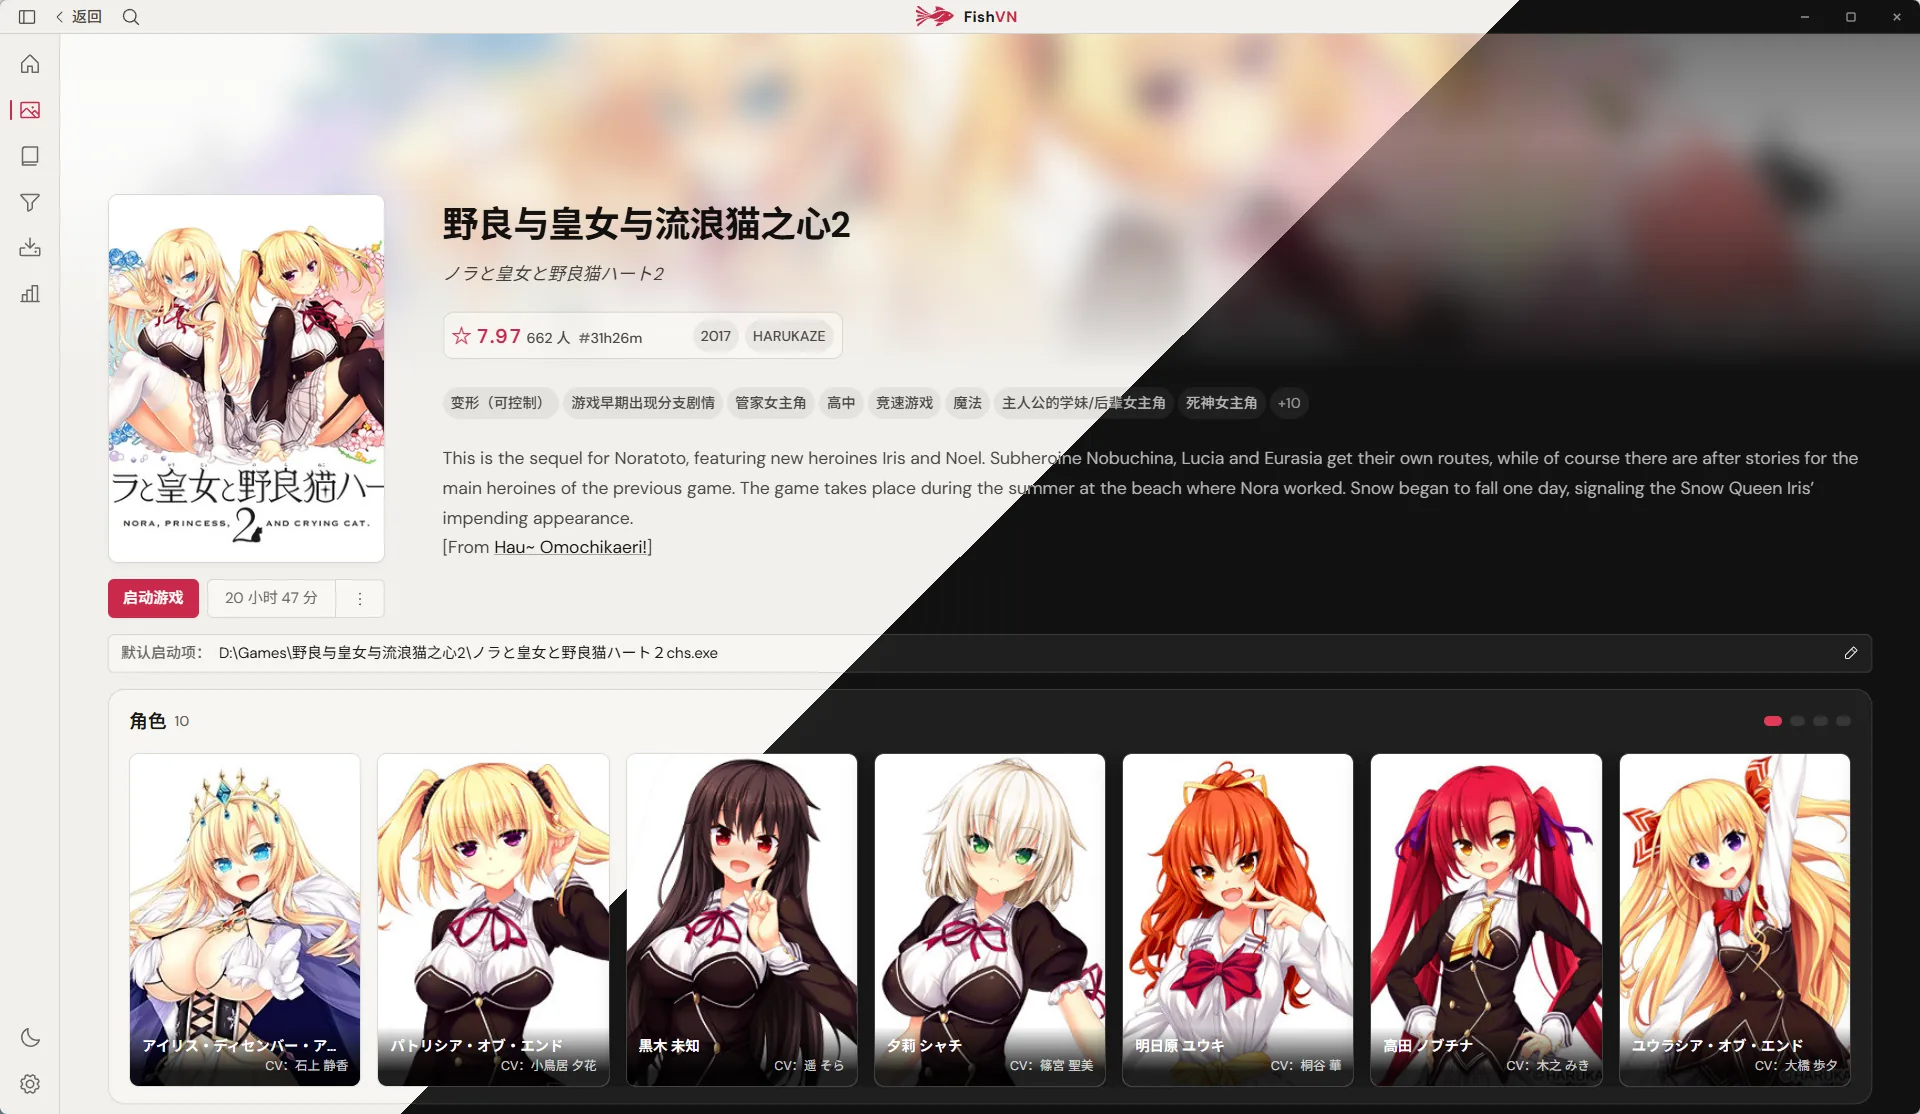 返回
FishVN
野良与皇女与流浪猫之心2
ノラと皇女と野良猫ハート2
7.97 662 人 #31h26m 2017 HARUKAZE
变形（可控制） 游戏早期出现分支剧情 管家女主角 高中 竞速游戏 魔法 主人公的学妹/后辈女主角 死神女主角 +10
This is the sequel for Noratoto, featuring new heroines Iris and Noel. Subheroine Nobuchina, Lucia and Eurasia get their own routes, while of course there are after stories for the
main heroines of the previous game. The game takes place during the summer at the beach where Nora worked. Snow began to fall one day, signaling the Snow Queen Iris’
impending appearance.
[From Hau~ Omochikaeri!]
ラと皇女と野良猫ハー
NORA, PRINCESS, 2 AND CRYING CAT.
启动游戏 20 小时 47 分
默认启动项： D:\Games\野良与皇女与流浪猫之心2\ノラと皇女と野良猫ハート２chs.exe
角色 10
アイリス・ディセンバー・ア...
CV：石上 静香
パトリシア・オブ・エンド
CV：小鳥居 夕花
黒木 未知
CV：遥 そら
夕莉 シャチ
CV：篠宮 聖美
明日原 ユウキ
CV：桐谷 華
高田 ノブチナ
CV：木之 みき
ユウラシア・オブ・エンド
CV：大橋 歩夕